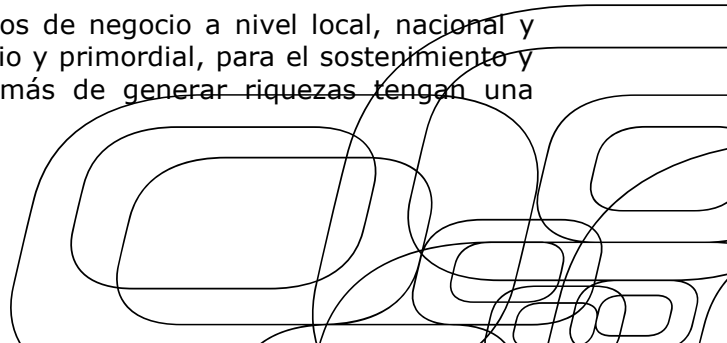 os de negocio a nivel local, nacional y
io y primordial, para el sostenimiento y
más de generar riquezas tengan una